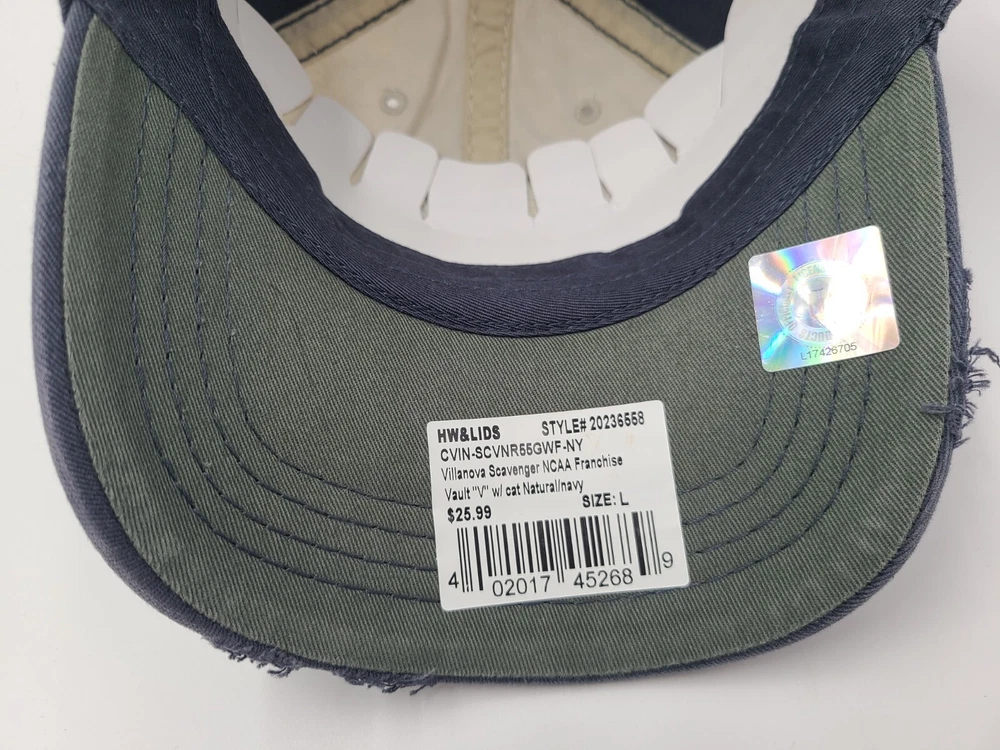 HW&LIDS STYLE# 20236558
CVIN-SCVNR55GWF-NY
Villanova Scavenger NCAA Franchise
Vault "V" w/ cat Natural/navy
$25.99 SIZE: L
4 02017 45268 9
L17426705